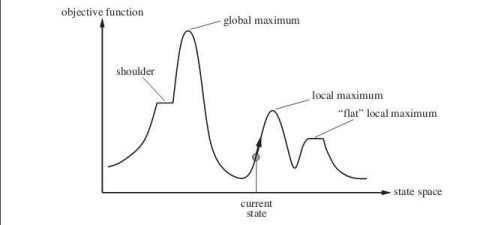 objective function
global maximum
shoulder
local maximum
“flat” local maximum
state space
current
state